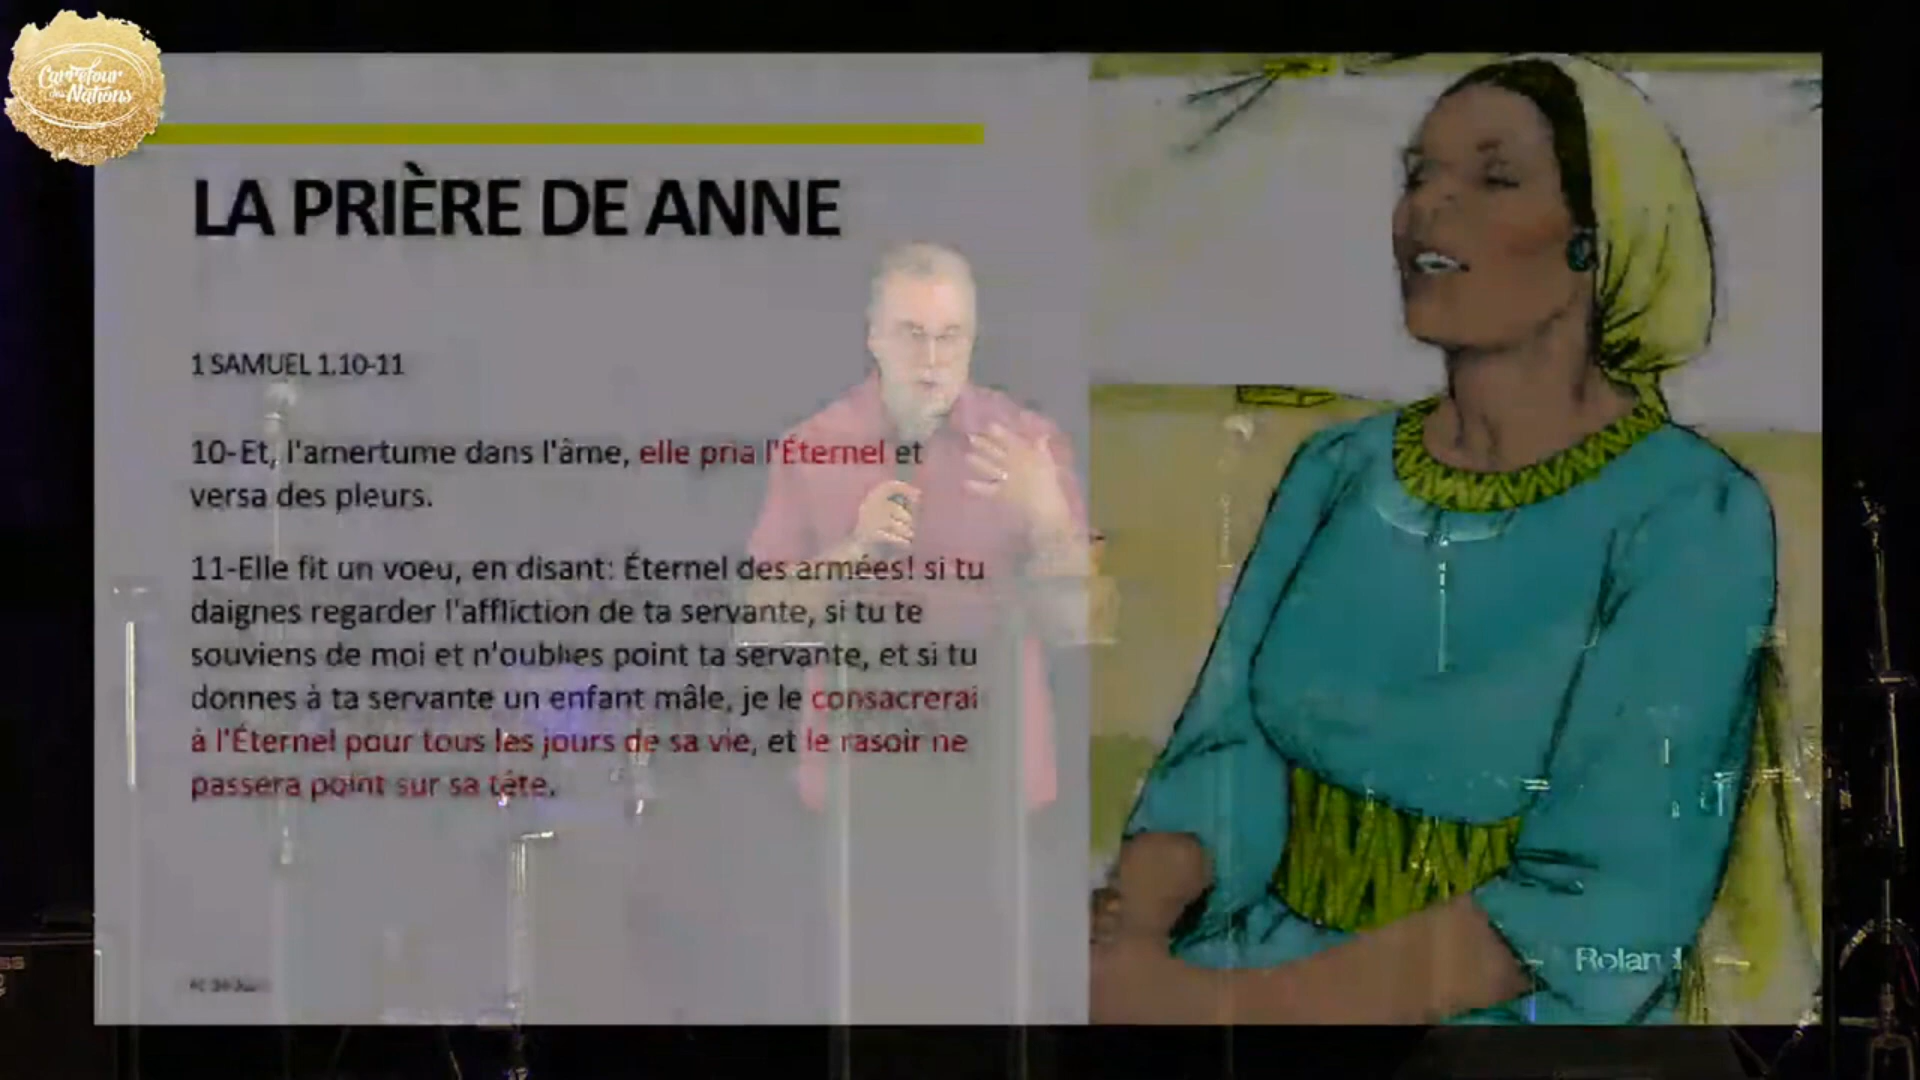 Carrefour
des Nations
LA PRIÈRE DE ANNE
1 SAMUEL 1.10-11
10-Et, l'amertume dans l'âme, elle pria l'Éternel et
versa des pleurs.
11-Elle fit un voeu, en disant: Éternel des armées! si tu
daignes regarder l'affliction de ta servante, si tu te
souviens de moi et n'oublies point ta servante, et si tu
donnes à ta servante un enfant mâle, je le consacrerai
à l'Éternel pour tous les jours de sa vie, et le rasoir ne
passera point sur sa tête.
Roland